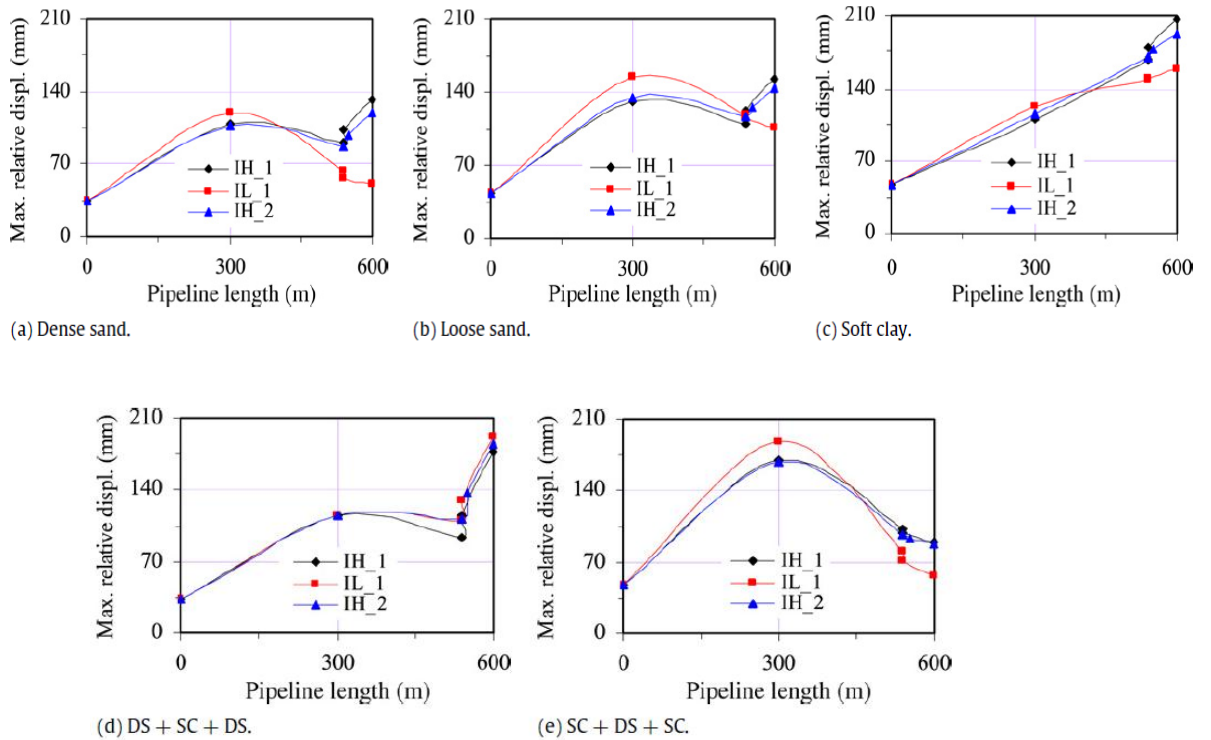 210
140
70
0
Max. relative displ. (mm)
IH_1
IL_1
IH_2
0
300
600
Pipeline length (m)
(a) Dense sand.
210
140
70
0
Max. relative displ. (mm)
IH_1
IL_1
IH_2
0
300
600
Pipeline length (m)
(b) Loose sand.
210
140
70
0
Max. relative displ. (mm)
IH_1
IL_1
IH_2
0
300
600
Pipeline length (m)
(c) Soft clay.
210
140
70
0
Max. relative displ. (mm)
IH_1
IL_1
IH_2
0
300
600
Pipeline length (m)
(d) DS + SC + DS.
210
140
70
0
Max. relative displ. (mm)
IH_1
IL_1
IH_2
0
300
600
Pipeline length (m)
(e) SC + DS + SC.